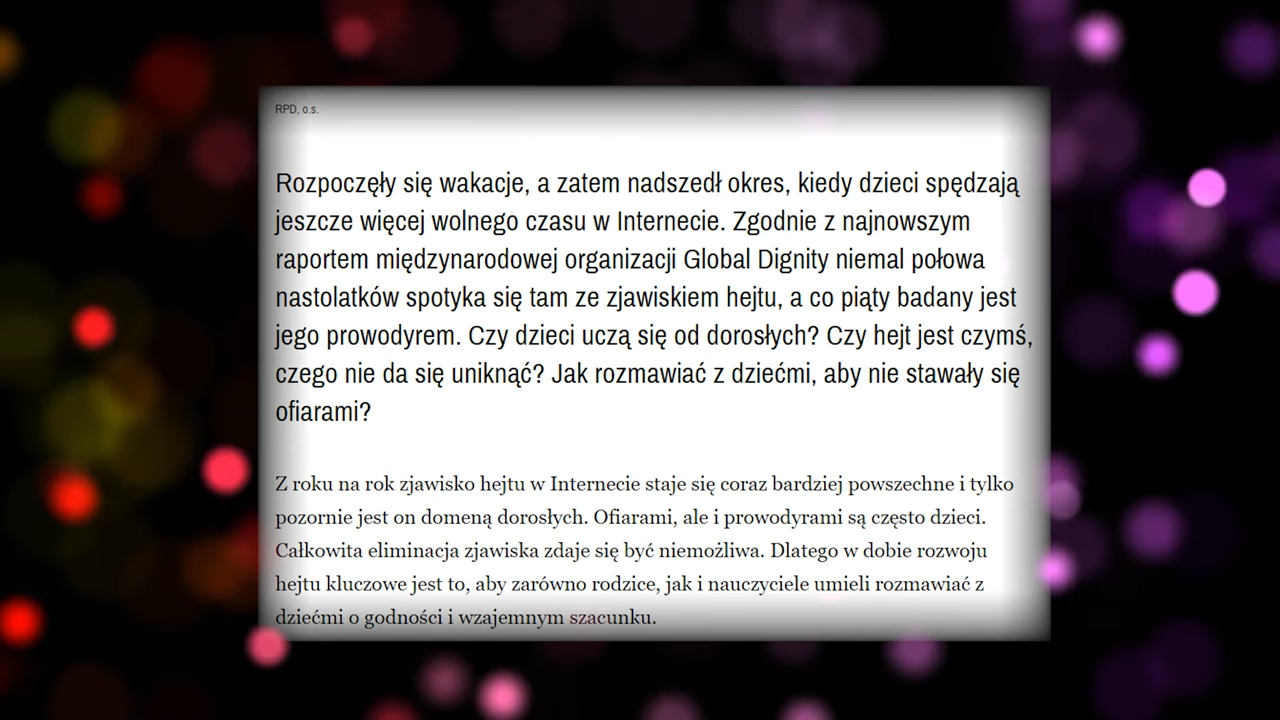 RPD, o.s.
Rozpoczęły się wakacje, a zatem nadszedł okres, kiedy dzieci spędzają
jeszcze więcej wolnego czasu w Internecie. Zgodnie z najnowszym
raportem międzynarodowej organizacji Global Dignity niemal połowa
nastolatków spotyka się tam ze zjawiskiem hejtu, a co piąty badany jest
jego prowodyrem. Czy dzieci uczą się od dorosłych? Czy hejt jest czymś,
czego nie da się uniknąć? Jak rozmawiać z dziećmi, aby nie stawały się
ofiarami?
Z roku na rok zjawisko hejtu w Internecie staje się coraz bardziej powszechne i tylko
pozornie jest on domeną dorosłych. Ofiarami, ale i prowodyrami są często dzieci.
Całkowita eliminacja zjawiska zdaje się być niemożliwa. Dlatego w dobie rozwoju
hejtu kluczowe jest to, aby zarówno rodzice, jak i nauczyciele umieli rozmawiać z
dziećmi o godności i wzajemnym szacunku.